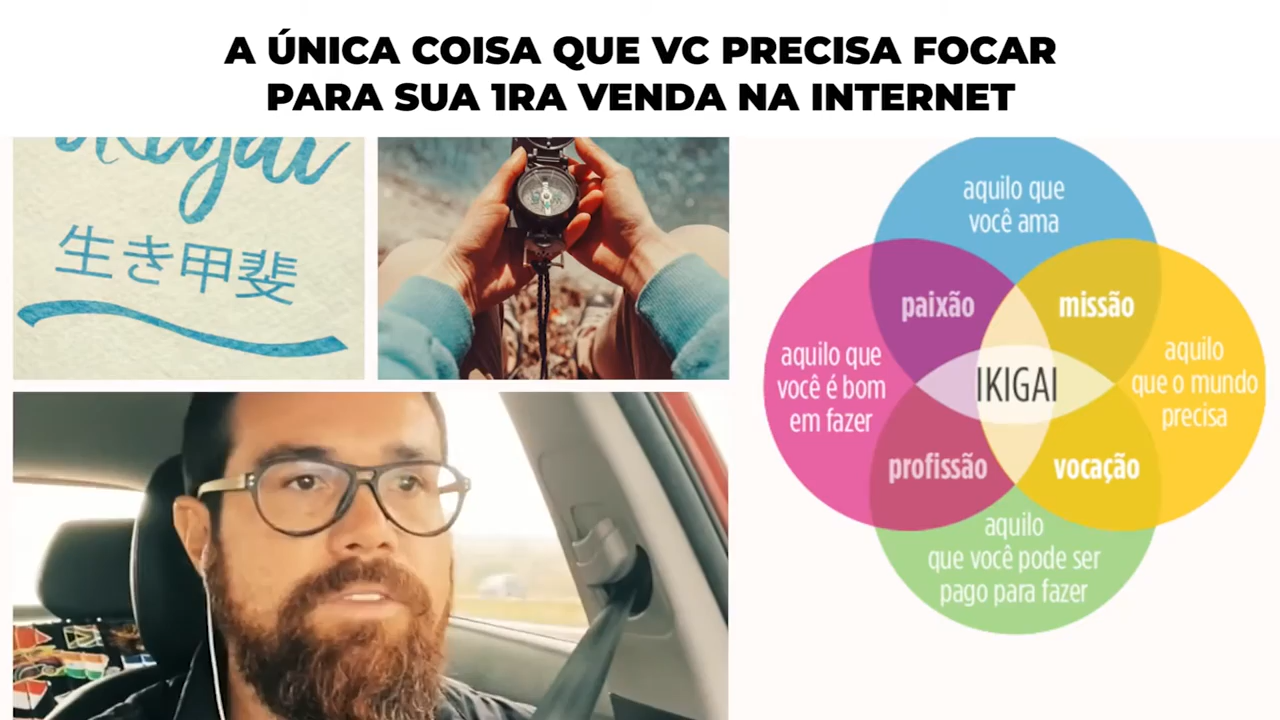 A ÚNICA COISA QUE VC PRECISA FOCAR
PARA SUA 1RA VENDA NA INTERNET
ikigai
生き甲斐
aquilo que
você ama
paixão
missão
aquilo que
você é bom
em fazer
IKIGAI
aquilo
que o mundo
precisa
profissão
vocação
aquilo
que você pode ser
pago para fazer